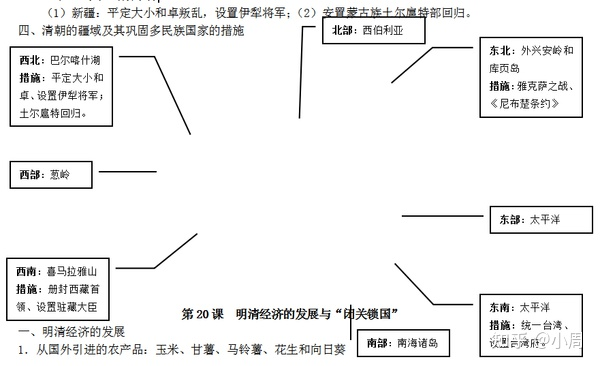 （1）新疆：平定大小和卓叛乱，设置伊犁将军；（2）安置蒙古族土尔扈特部回归。
四、清朝的疆域及其巩固多民族国家的措施
北部：西伯利亚
西北：巴尔喀什湖
措施：平定大小和
卓、设置伊犁将军；
土尔扈特回归。
东北：外兴安岭和
库页岛
措施：雅克萨之战、
《尼布楚条约》
西部：葱岭
东部：太平洋
西南：喜马拉雅山
措施：册封西藏首
领、设置驻藏大臣
东南：太平洋
措施：统一台湾、
设置台湾府。
第 20 课 明清经济的发展与“闭关锁国”
一、明清经济的发展
1．从国外引进的农产品：玉米、甘薯、马铃薯、花生和向日葵
南部：南海诸岛
知乎 @小周